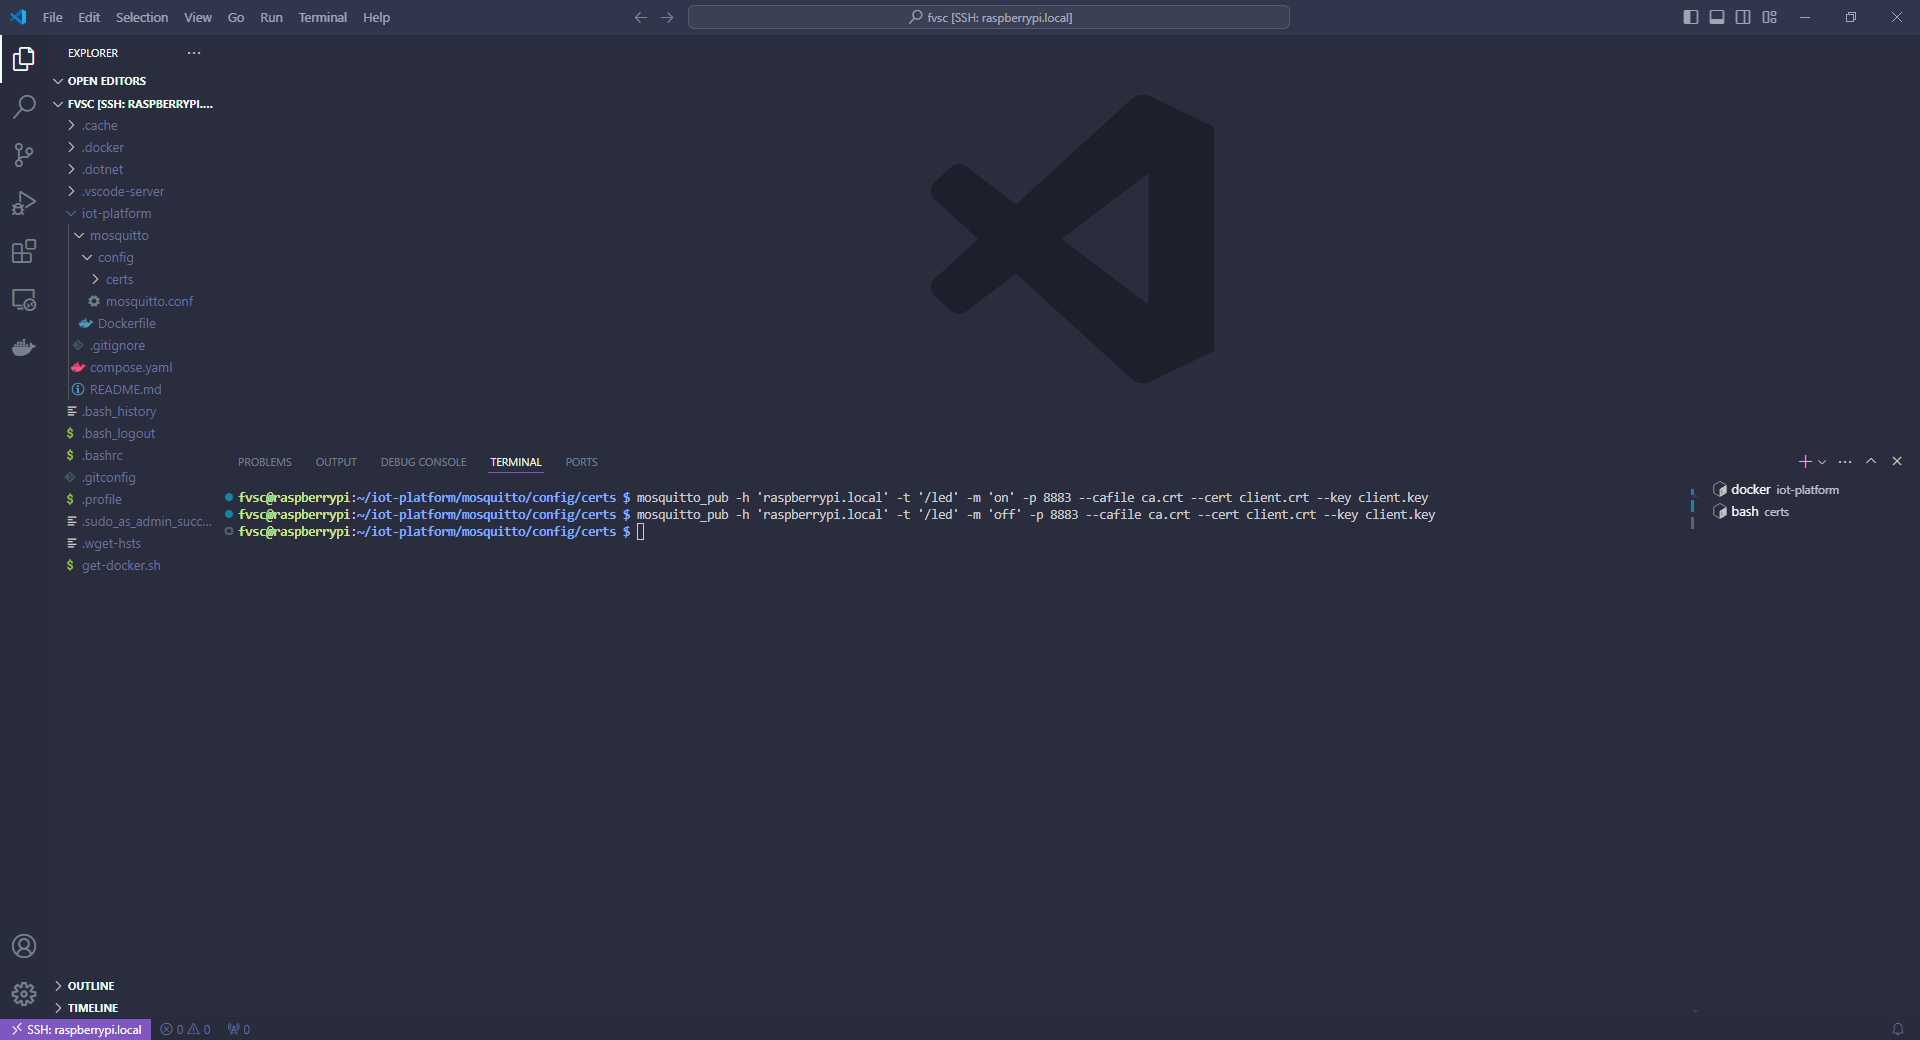 File Edit Selection View Go Run Terminal Help
fvsc [SSH: raspberrypi.local]
EXPLORER
OPEN EDITORS
FVSC [SSH: RASPBERRYPI....
.cache
.docker
.dotnet
.vscode-server
iot-platform
mosquitto
config
certs
mosquitto.conf
Dockerfile
.gitignore
compose.yaml
README.md
.bash_history
.bash_logout
.bashrc
.gitconfig
.profile
.sudo_as_admin_succ...
.wget-hsts
get-docker.sh
OUTLINE
TIMELINE
PROBLEMS OUTPUT DEBUG CONSOLE TERMINAL PORTS
fvsc@raspberrypi:~/iot-platform/mosquitto/config/certs $ mosquitto_pub -h 'raspberrypi.local' -t '/led' -m 'on' -p 8883 --cafile ca.crt --cert client.crt --key client.key
fvsc@raspberrypi:~/iot-platform/mosquitto/config/certs $ mosquitto_pub -h 'raspberrypi.local' -t '/led' -m 'off' -p 8883 --cafile ca.crt --cert client.crt --key client.key
fvsc@raspberrypi:~/iot-platform/mosquitto/config/certs $
docker iot-platform
bash certs
SSH: raspberrypi.local 0 0 0